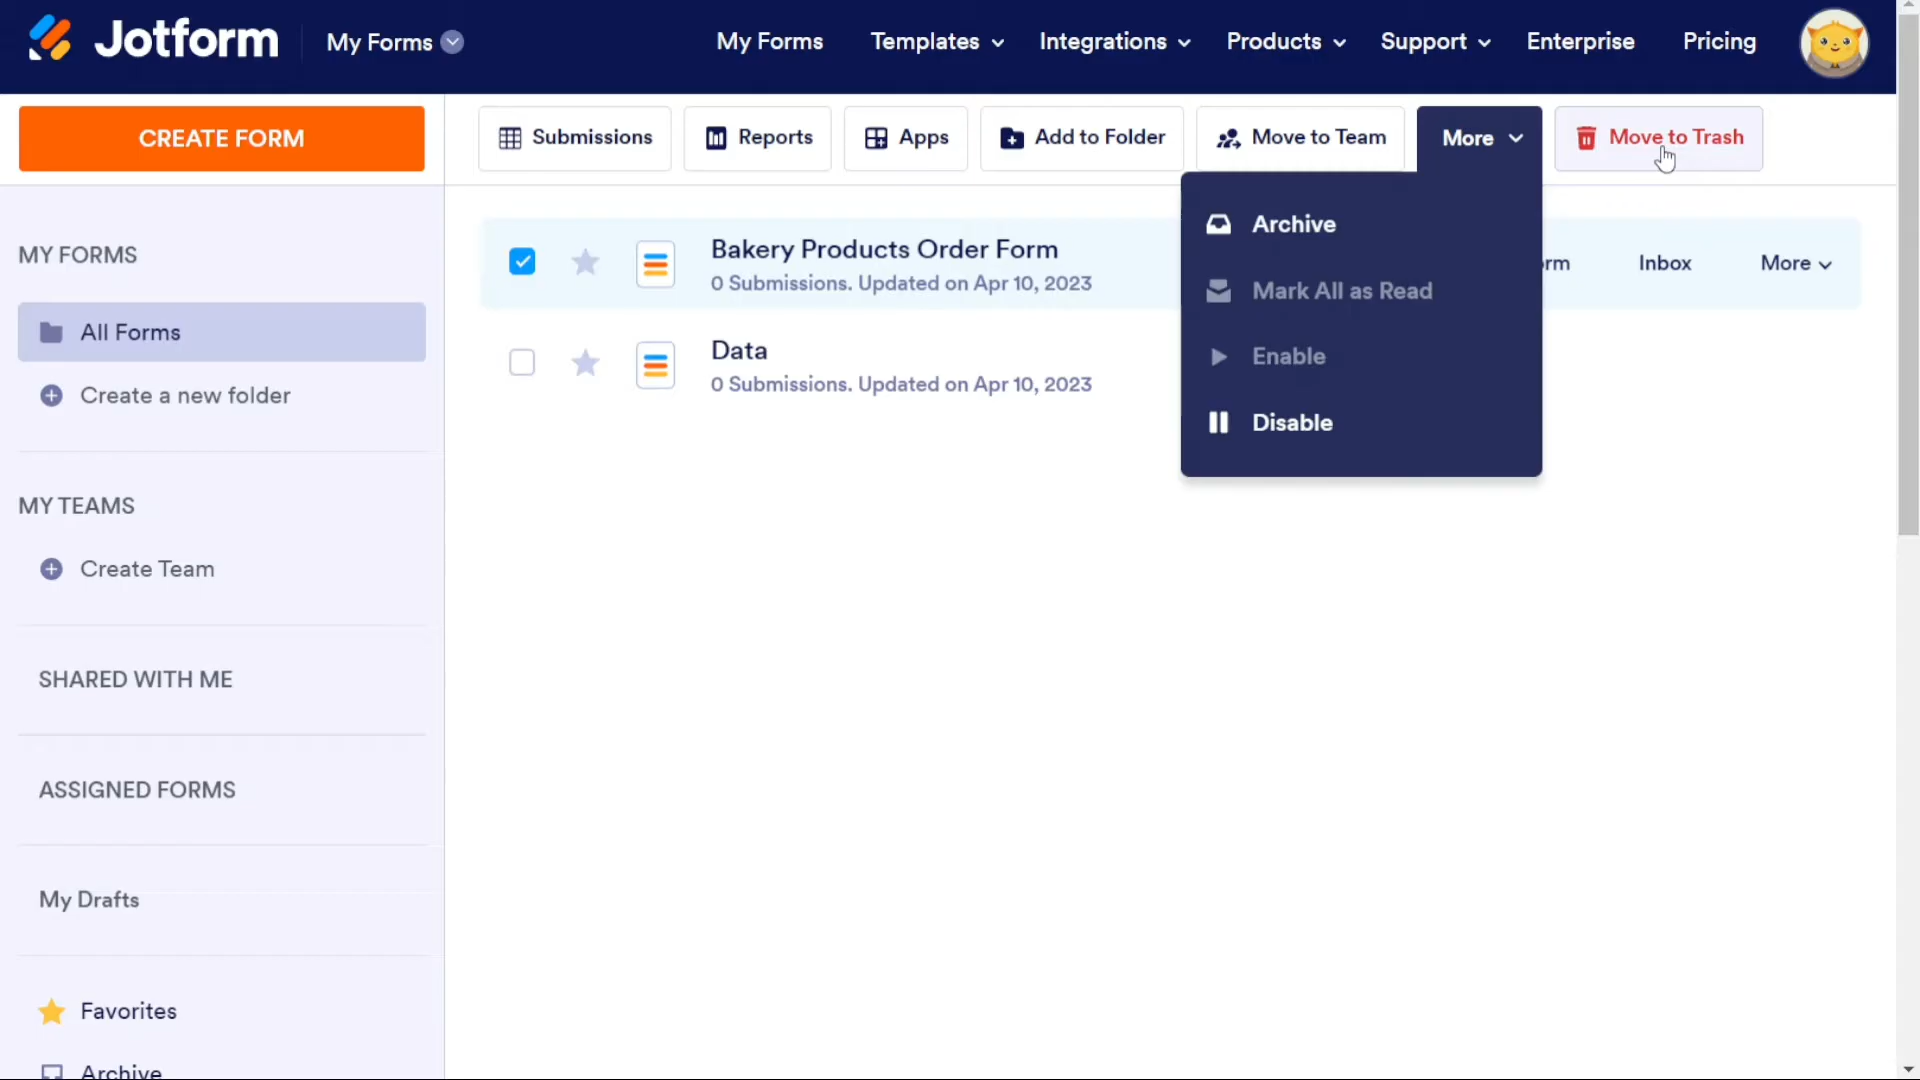 Jotform
My Forms
My Forms
Templates
Integrations
Products
Support
Enterprise
Pricing
CREATE FORM
Submissions
Reports
Apps
Add to Folder
Move to Team
More
Move to Trash
MY FORMS
All Forms
Create a new folder
MY TEAMS
Create Team
SHARED WITH ME
ASSIGNED FORMS
My Drafts
Favorites
Archive
Bakery Products Order Form
0 Submissions. Updated on Apr 10, 2023
Data
0 Submissions. Updated on Apr 10, 2023
Archive
Mark All as Read
Enable
Disable
rm
Inbox
More